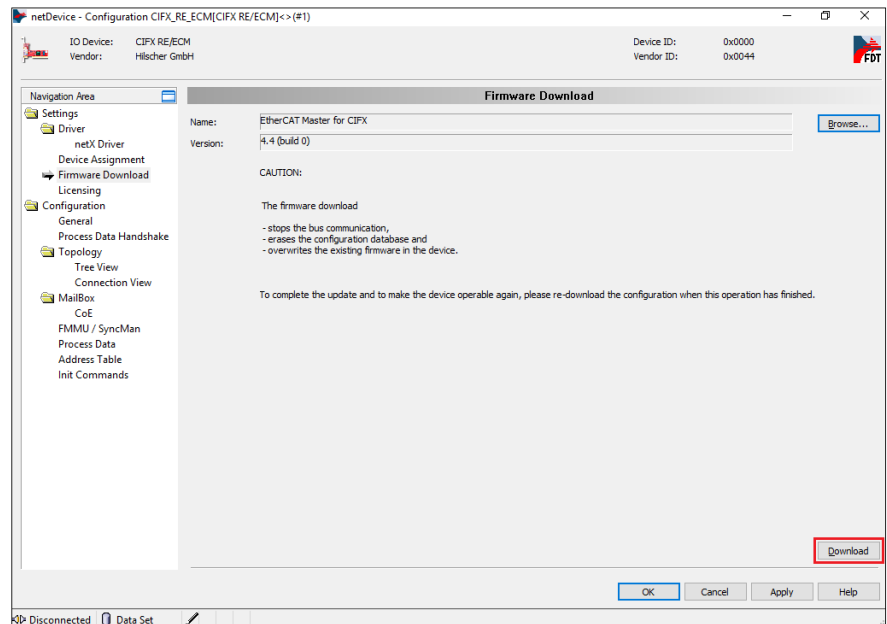 netDevice - Configuration CIFX_RE_ECM[CIFX RE/ECM]<>(#1)
IO Device: CIFX RE/ECM Device ID: 0x0000
Vendor: Hilscher GmbH Vendor ID: 0x0044
FDT
Navigation Area
Firmware Download
Settings
Driver
netX Driver
Device Assignment
Firmware Download
Licensing
Configuration
General
Process Data Handshake
Topology
Tree View
Connection View
MailBox
CoE
FMMU / SyncMan
Process Data
Address Table
Init Commands
Name: EtherCAT Master for CIFX Browse...
Version: 4.4 (build 0)
CAUTION:
The firmware download
- stops the bus communication,
- erases the configuration database and
- overwrites the existing firmware in the device.
To complete the update and to make the device operable again, please re-download the configuration when this operation has finished.
Download
OK Cancel Apply Help
Disconnected Data Set